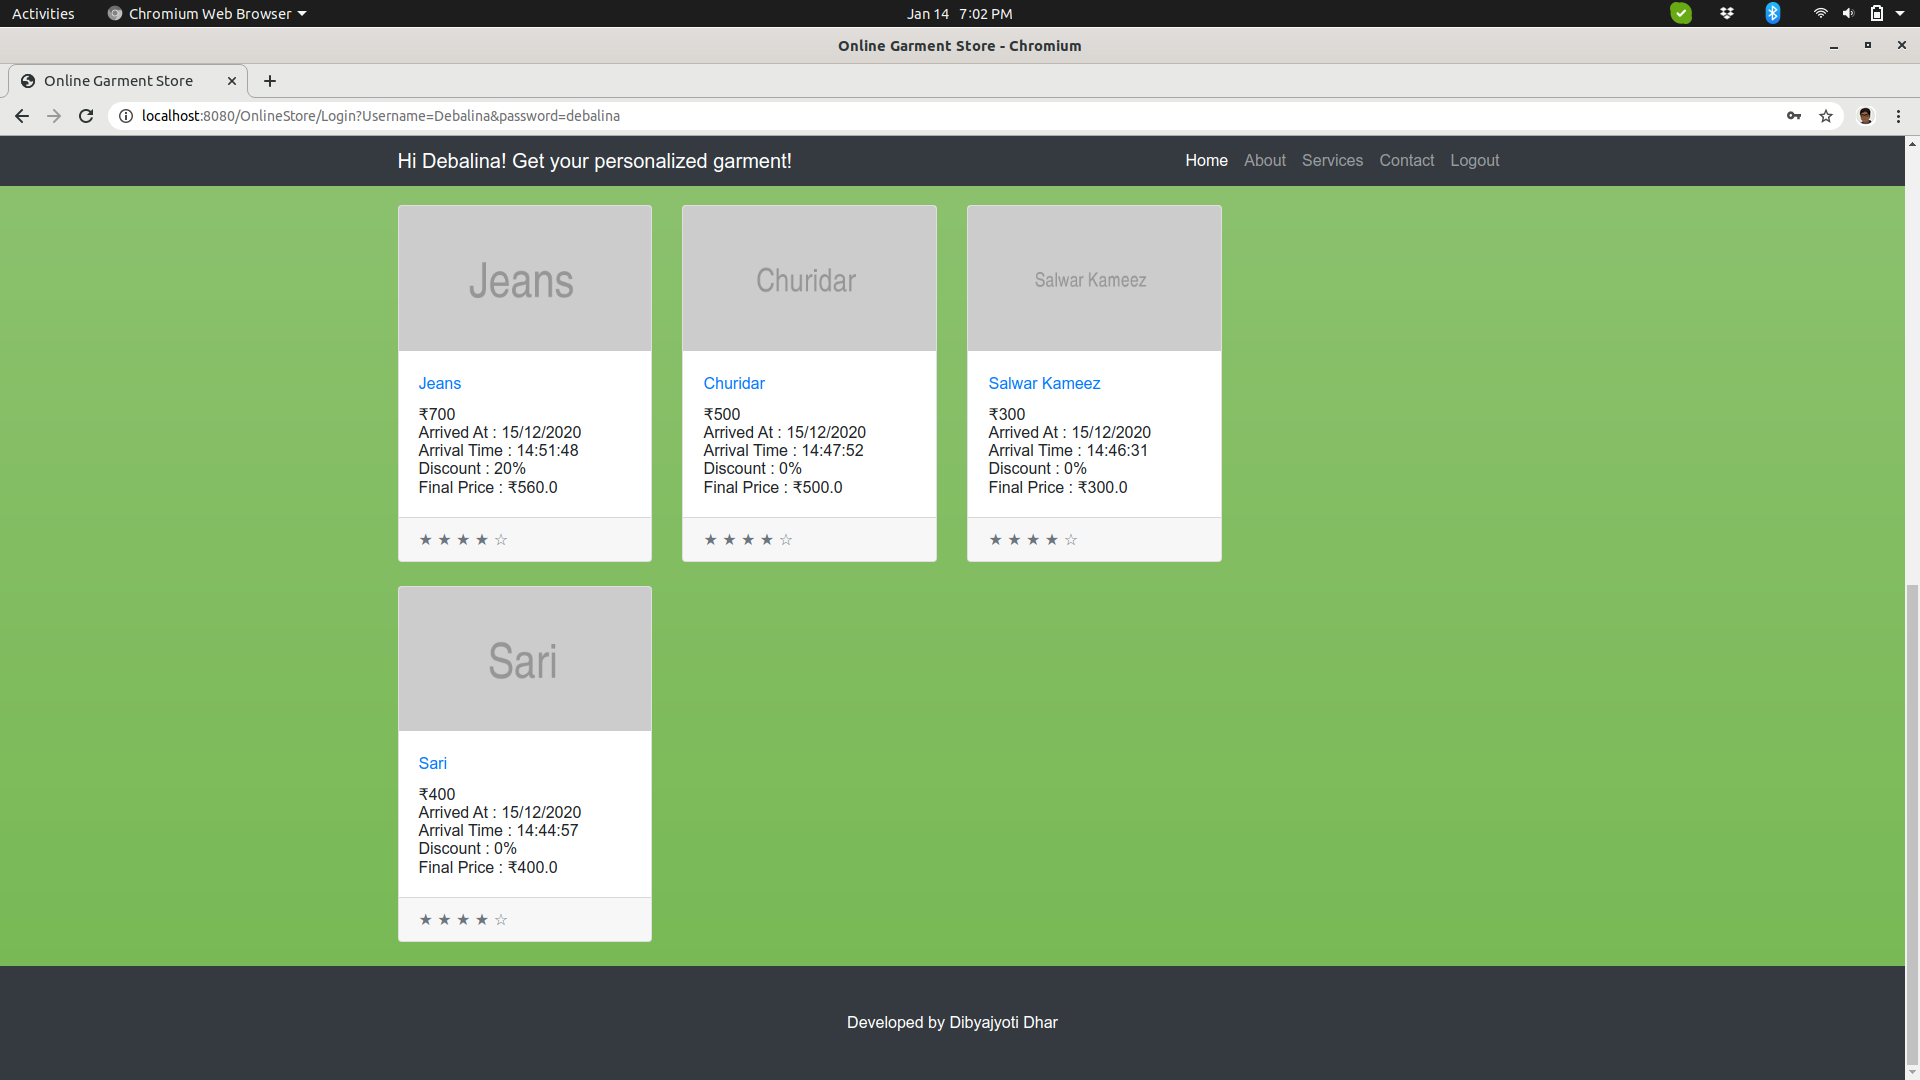 Activities
Chromium Web Browser
Jan 14 7:02 PM
Online Garment Store - Chromium
Online Garment Store
localhost:8080/OnlineStore/Login?Username=Debalina&password=debalina
Hi Debalina! Get your personalized garment!
Home
About
Services
Contact
Logout
Jeans
Jeans
₹700
Arrived At : 15/12/2020
Arrival Time : 14:51:48
Discount : 20%
Final Price : ₹560.0
★ ★ ★ ★ ☆
Churidar
Churidar
₹500
Arrived At : 15/12/2020
Arrival Time : 14:47:52
Discount : 0%
Final Price : ₹500.0
★ ★ ★ ★ ☆
Salwar Kameez
Salwar Kameez
₹300
Arrived At : 15/12/2020
Arrival Time : 14:46:31
Discount : 0%
Final Price : ₹300.0
★ ★ ★ ★ ☆
Sari
Sari
₹400
Arrived At : 15/12/2020
Arrival Time : 14:44:57
Discount : 0%
Final Price : ₹400.0
★ ★ ★ ★ ☆
Developed by Dibyajyoti Dhar